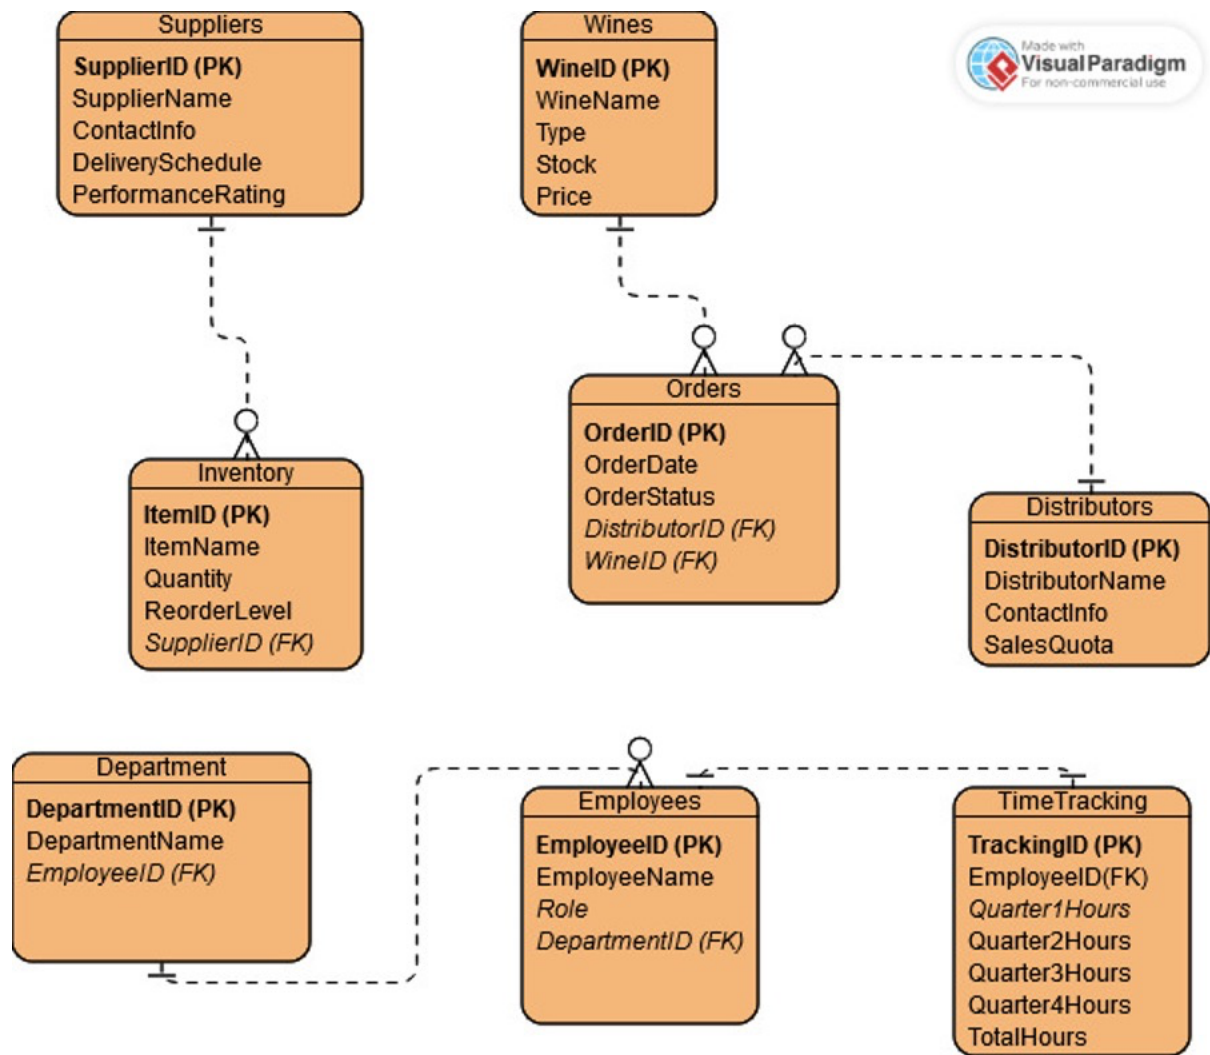 Suppliers
SupplierID (PK)
SupplierName
ContactInfo
DeliverySchedule
PerformanceRating
Wines
WineID (PK)
WineName
Type
Stock
Price
Made with
Visual Paradigm
For non-commercial use
Inventory
ItemID (PK)
ItemName
Quantity
ReorderLevel
SupplierID (FK)
Orders
OrderID (PK)
OrderDate
OrderStatus
DistributorID (FK)
WineID (FK)
Distributors
DistributorID (PK)
DistributorName
ContactInfo
SalesQuota
Department
DepartmentID (PK)
DepartmentName
EmployeeID (FK)
Employees
EmployeeID (PK)
EmployeeName
Role
DepartmentID (FK)
TimeTracking
TrackingID (PK)
EmployeeID(FK)
Quarter1Hours
Quarter2Hours
Quarter3Hours
Quarter4Hours
TotalHours